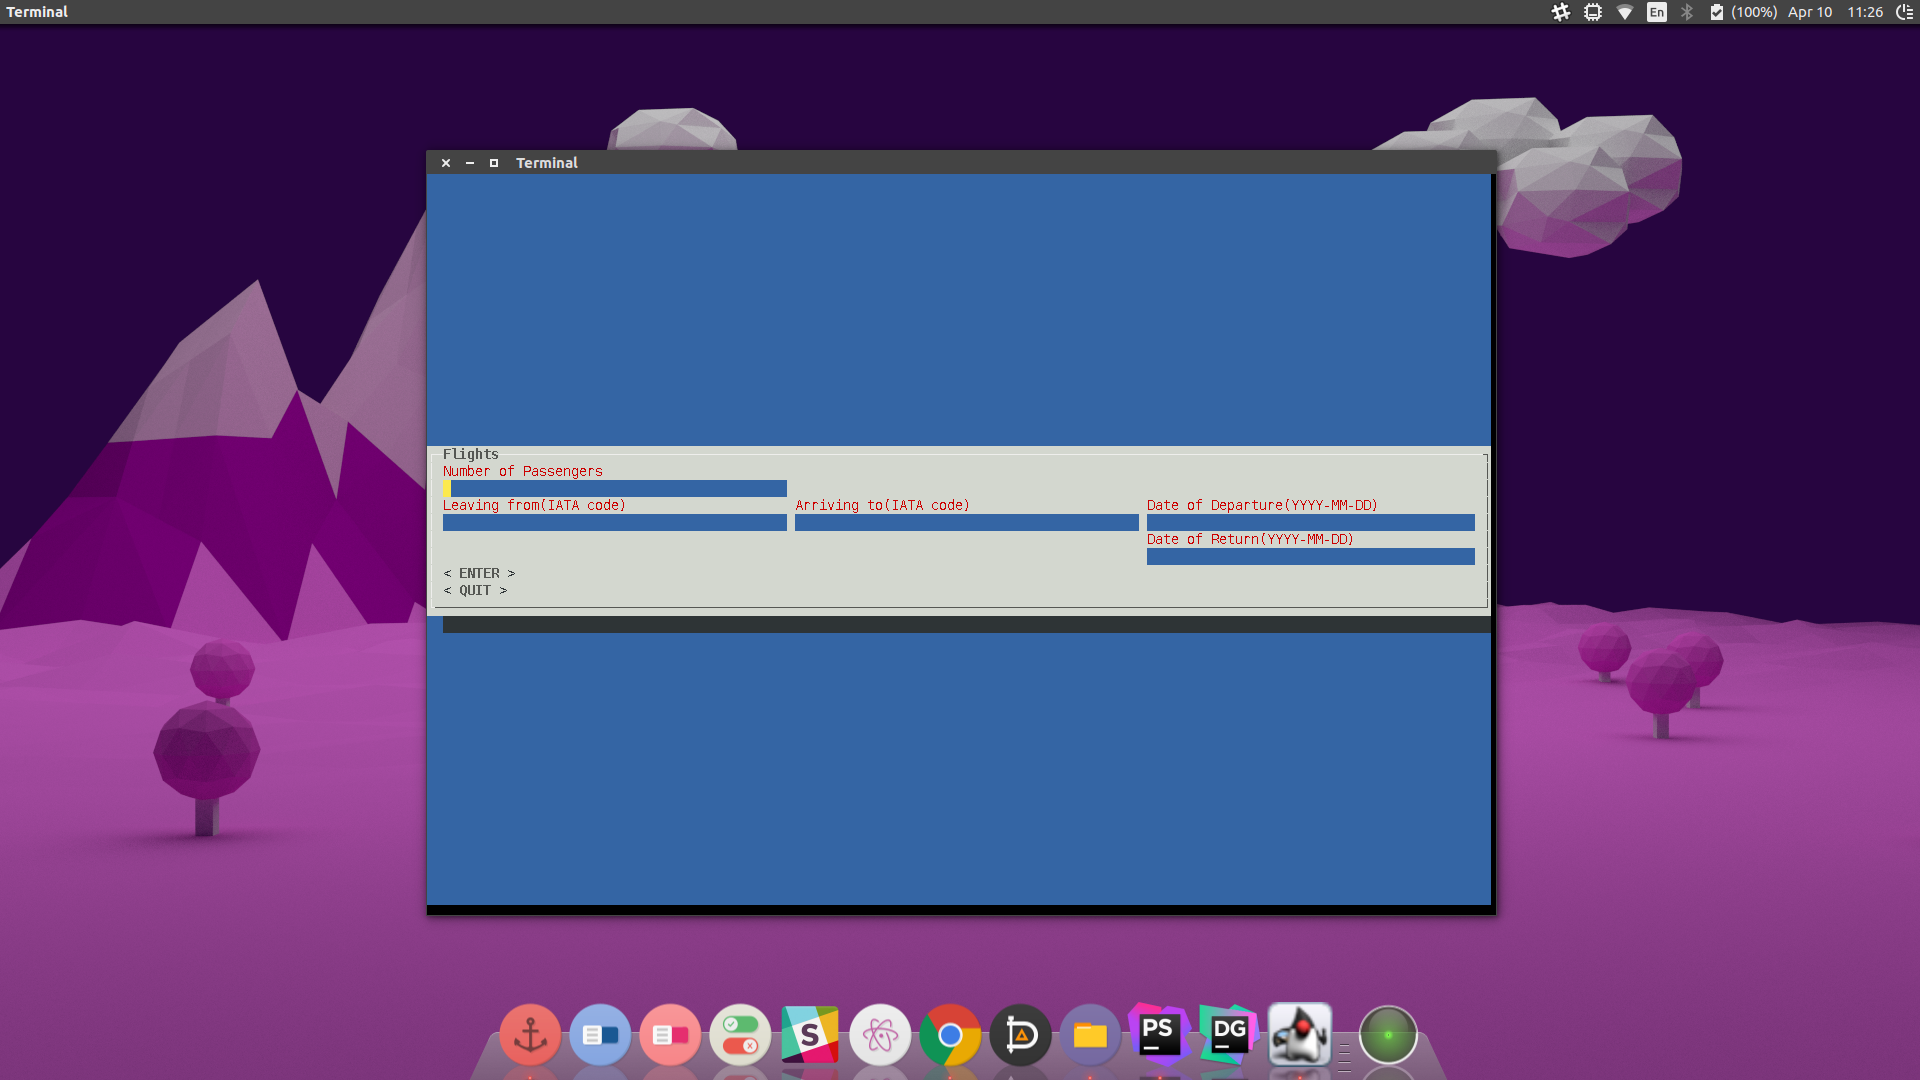 Terminal
En (100%) Apr 10 11:26
Terminal
Flights
Number of Passengers
Leaving from(IATA code) Arriving to(IATA code) Date of Departure(YYYY-MM-DD)
Date of Return(YYYY-MM-DD)
< ENTER >
< QUIT >
S PS DG